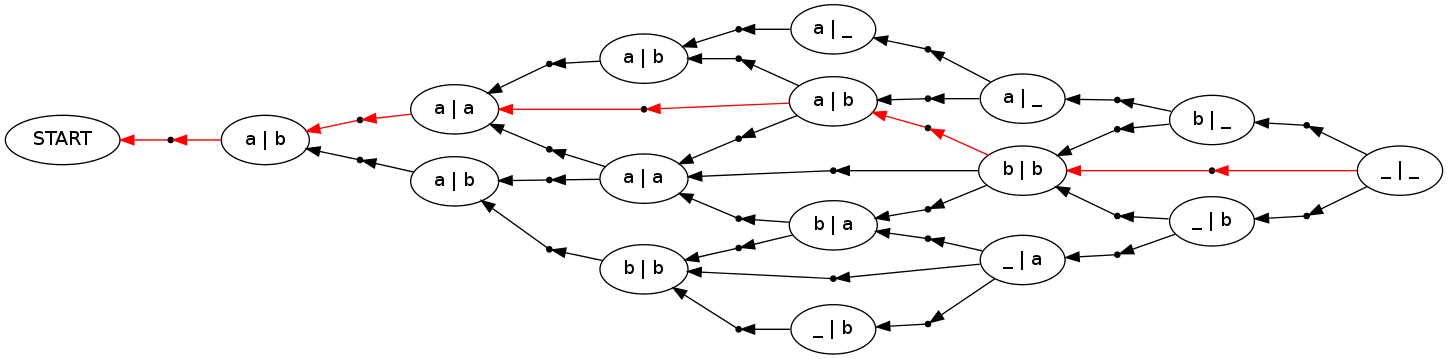 START
a | b
a | a
a | b
a | b
a | a
b | b
a | _
a | b
b | a
_ | b
a | _
b | b
_ | a
b | _
_ | b
_ | _